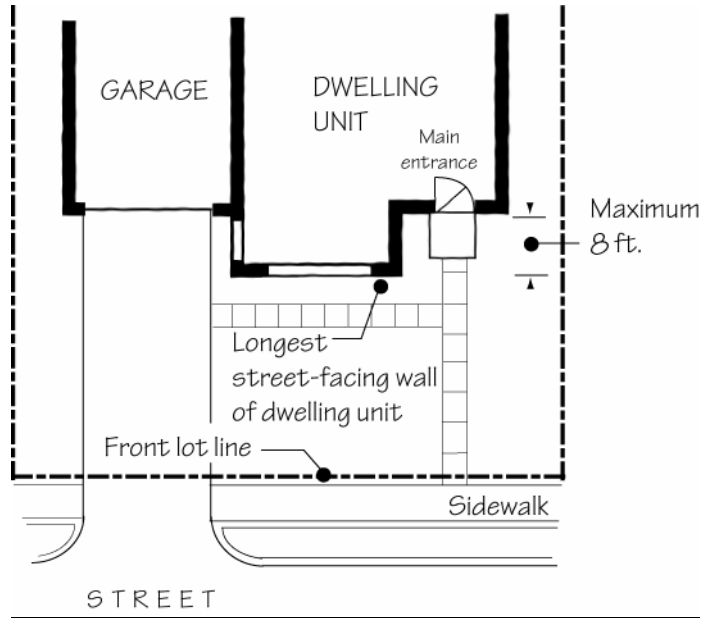 GARAGE
DWELLING
UNIT
Main
entrance
Maximum
8 ft.
Longest
street-facing wall
of dwelling unit
Front lot line
Sidewalk
STREET